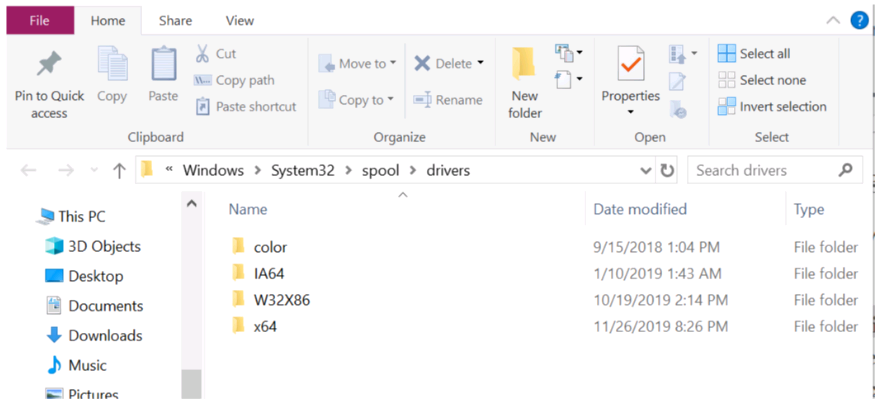 File Home Share View
Pin to Quick access
Copy
Paste
Cut
Copy path
Paste shortcut
Clipboard
Move to
Copy to
Delete
Rename
Organize
New folder
New
Properties
Open
Select all
Select none
Invert selection
Select
« Windows > System32 > spool > drivers
Search drivers
This PC
3D Objects
Desktop
Documents
Downloads
Music
Pictures
Name Date modified Type
color 9/15/2018 1:04 PM File folder
IA64 1/10/2019 1:43 AM File folder
W32X86 10/19/2019 2:14 PM File folder
x64 11/26/2019 8:26 PM File folder